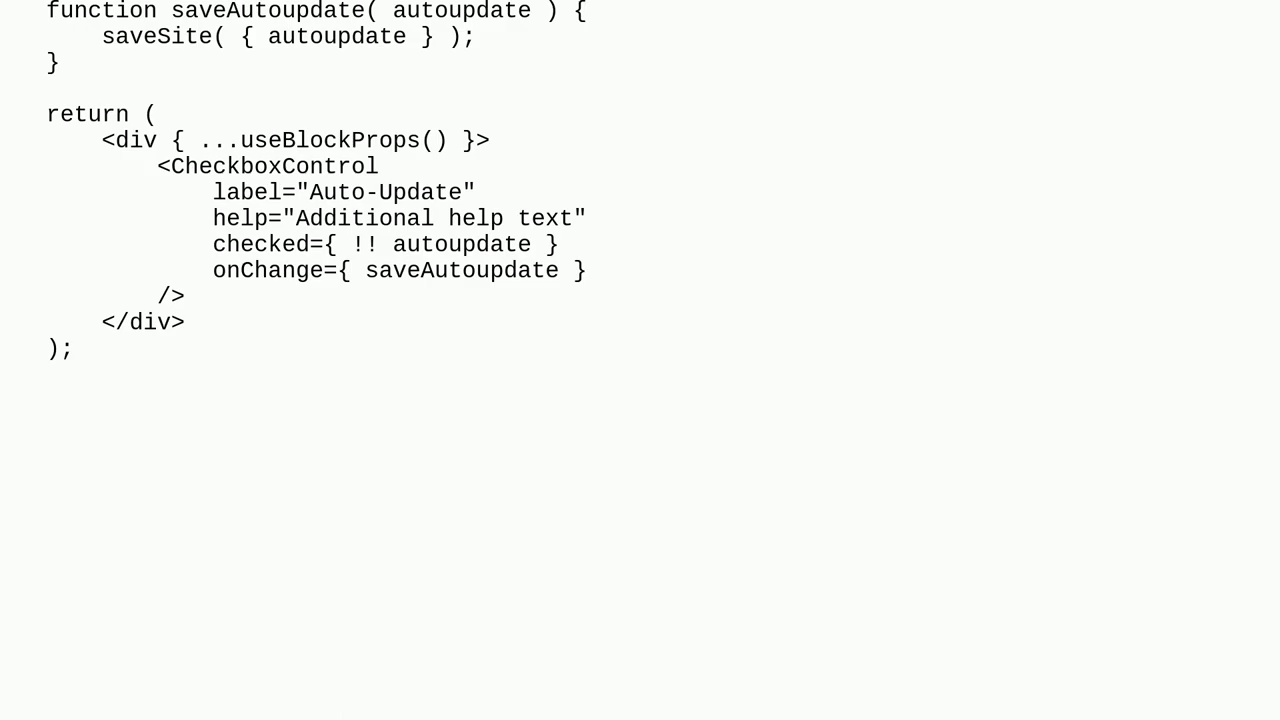 function saveAutoupdate( autoupdate ) {
    saveSite( { autoupdate } );
}
return (
    <div { ...useBlockProps() }>
        <CheckboxControl
            label="Auto-Update"
            help="Additional help text"
            checked={ !! autoupdate }
            onChange={ saveAutoupdate }
        />
    </div>
);